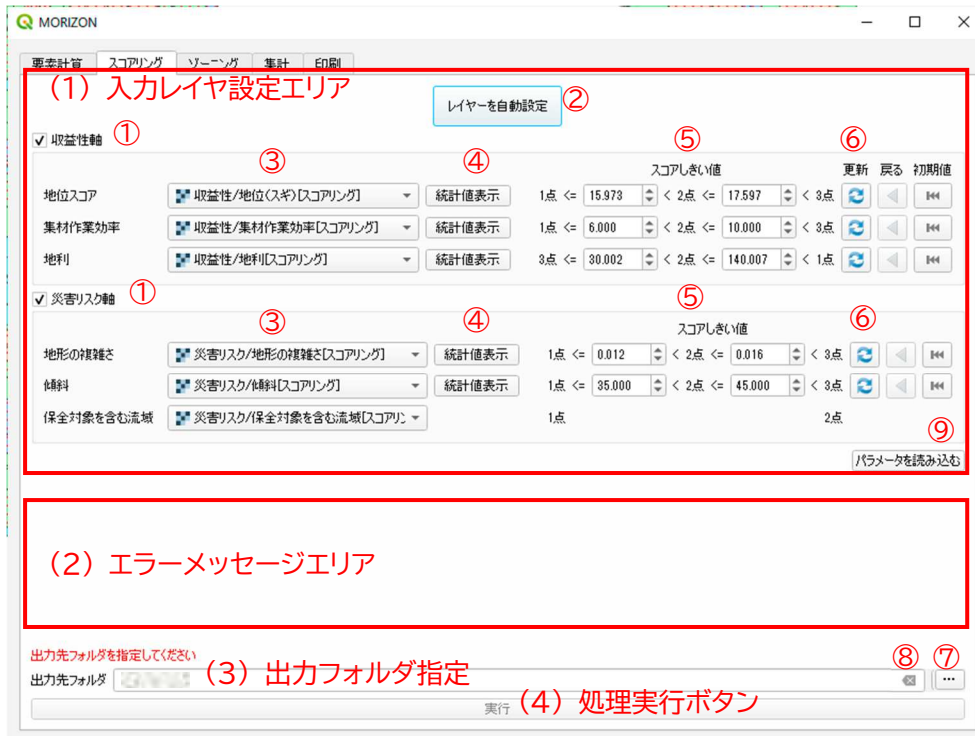 MORIZON
要素計算 スコアリング ゾーニング 集計 印刷
(1) 入力レイヤ設定エリア
レイヤーを自動設定 ②
収益性軸 ①
③ ④ ⑤ ⑥
スコアしきい値 更新 戻る 初期値
地位スコア 収益性/地位(スギ)[スコアリング] 統計値表示 1点 <= 15.973 < 2点 <= 17.597 < 3点
集材作業効率 収益性/集材作業効率[スコアリング] 統計値表示 1点 <= 6.000 < 2点 <= 10.000 < 3点
地利 収益性/地利[スコアリング] 統計値表示 3点 <= 30.002 < 2点 <= 140.007 < 1点
災害リスク軸 ①
③ ④ ⑤ ⑥
スコアしきい値
地形の複雑さ 災害リスク/地形の複雑さ[スコアリング] 統計値表示 1点 <= 0.012 < 2点 <= 0.016 < 3点
傾斜 災害リスク/傾斜[スコアリング] 統計値表示 1点 <= 35.000 < 2点 <= 45.000 < 3点
保全対象を含む流域 災害リスク/保全対象を含む流域[スコアリン 1点 2点
⑨
パラメータを読み込む
(2) エラーメッセージエリア
出力先フォルダを指定してください
⑧ ⑦
出力先フォルダ (3) 出力フォルダ指定 ...
実行 (4) 処理実行ボタン